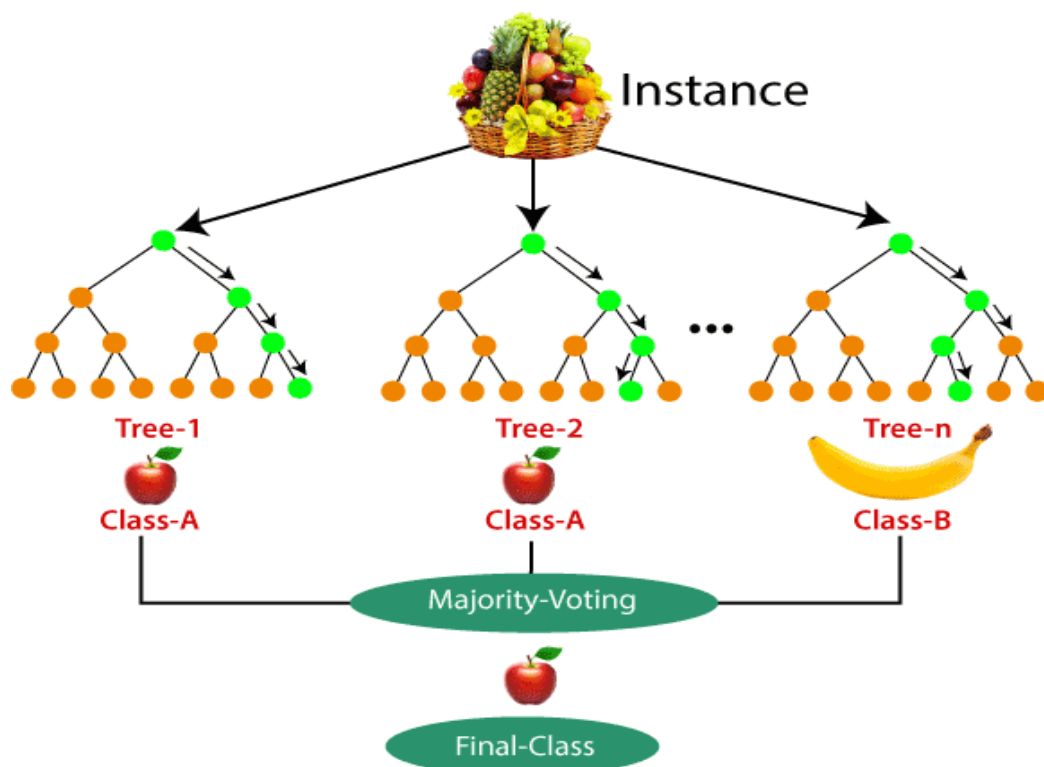 Instance
Tree-1
Tree-2
Tree-n
Class-A
Class-A
Class-B
Majority-Voting
Final-Class